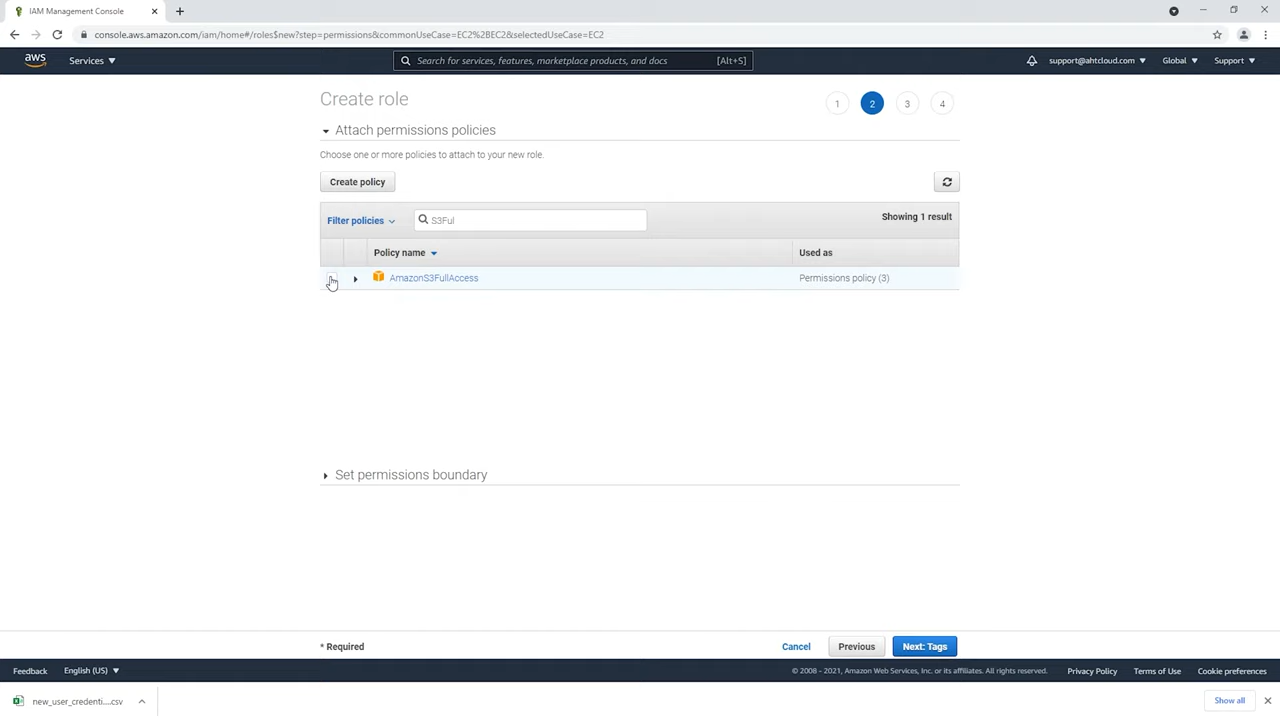 IAM Management Console
console.aws.amazon.com/iam/home#/roles$new?step=permissions&commonUseCase=EC2%2BEC2&selectedUseCase=EC2
aws
Services
Search for services, features, marketplace products, and docs
[Alt+S]
support@ahtcloud.com
Global
Support
Create role
1
2
3
4
Attach permissions policies
Choose one or more policies to attach to your new role.
Create policy
Filter policies
S3Ful
Showing 1 result
Policy name
Used as
AmazonS3FullAccess
Permissions policy (3)
Set permissions boundary
* Required
Cancel
Previous
Next: Tags
Feedback
English (US)
© 2008 - 2021, Amazon Web Services, Inc. or its affiliates. All rights reserved.
Privacy Policy
Terms of Use
Cookie preferences
new_user_credenti....csv
Show all